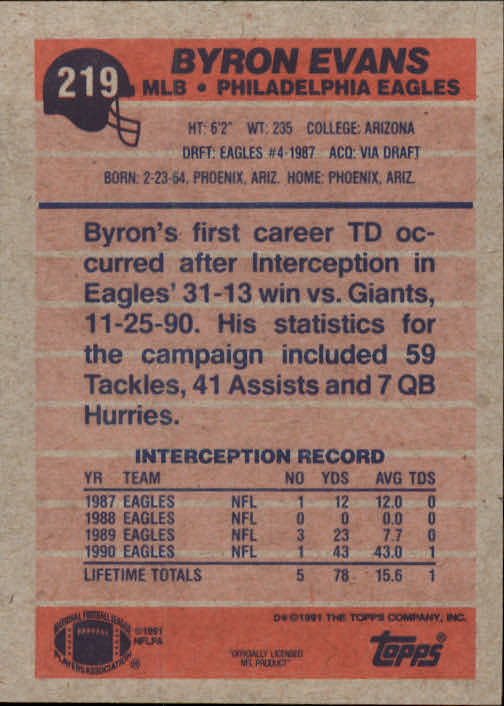 219
BYRON EVANS
MLB • PHILADELPHIA EAGLES
HT: 6'2" WT: 235 COLLEGE: ARIZONA
DRFT: EAGLES #4-1987 ACQ: VIA DRAFT
BORN: 2-23-64, PHOENIX, ARIZ. HOME: PHOENIX, ARIZ.
Byron's first career TD oc-
curred after Interception in
Eagles' 31-13 win vs. Giants,
11-25-90. His statistics for
the campaign included 59
Tackles, 41 Assists and 7 QB
Hurries.
INTERCEPTION RECORD
YR TEAM NO YDS AVG TDS
1987 EAGLES NFL 1 12 12.0 0
1988 EAGLES NFL 0 0 0.0 0
1989 EAGLES NFL 3 23 7.7 0
1990 EAGLES NFL 1 43 43.0 1
LIFETIME TOTALS 5 78 15.6 1
NATIONAL FOOTBALL LEAGUE
PLAYERS ASSOCIATION
©1991
NFLPA
D* ©1991 THE TOPPS COMPANY, INC.
"OFFICIALLY LICENSED
NFL PRODUCT"
TOPPS®